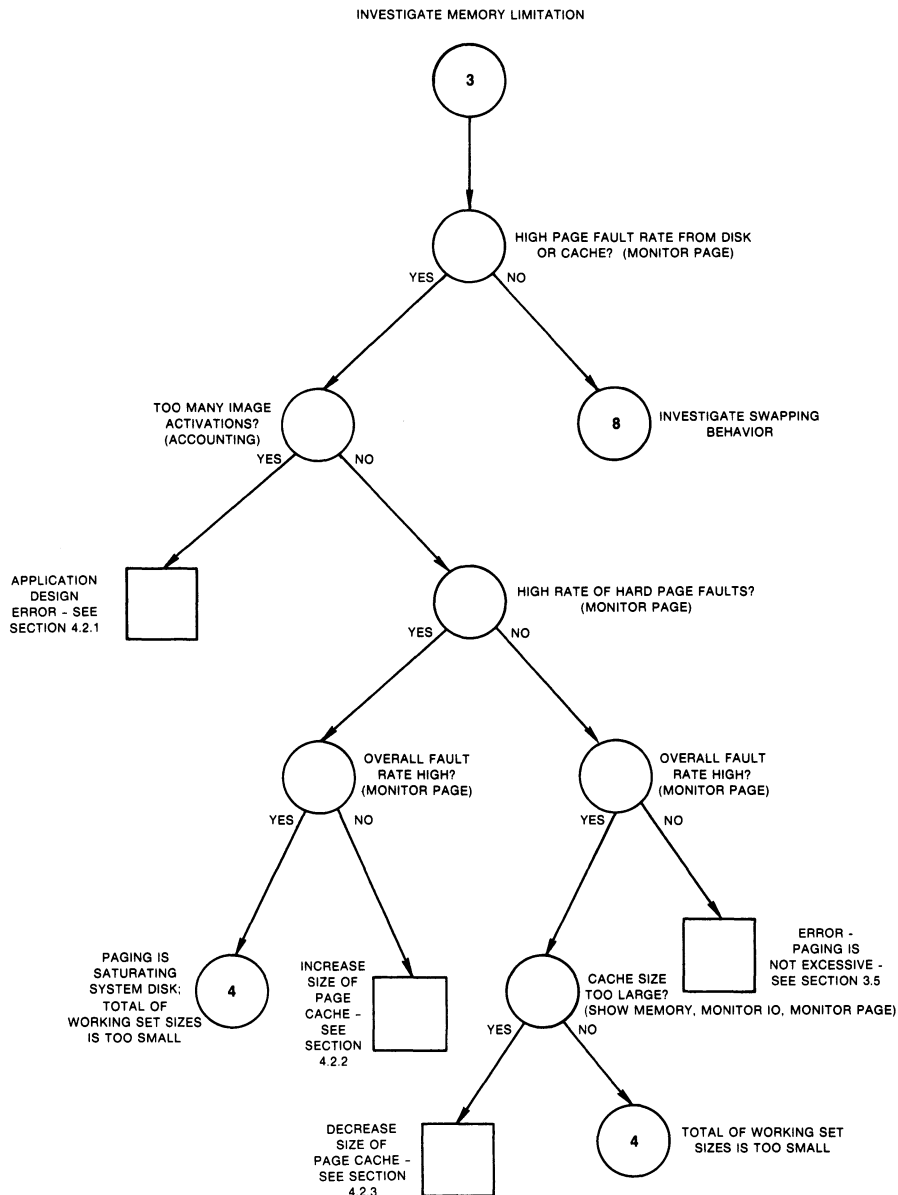 INVESTIGATE MEMORY LIMITATION
3
HIGH PAGE FAULT RATE FROM DISK
OR CACHE? (MONITOR PAGE)
YES
NO
TOO MANY IMAGE
ACTIVATIONS?
(ACCOUNTING)
YES
NO
8
INVESTIGATE SWAPPING
BEHAVIOR
APPLICATION
DESIGN
ERROR - SEE
SECTION 4.2.1
HIGH RATE OF HARD PAGE FAULTS?
(MONITOR PAGE)
YES
NO
OVERALL FAULT
RATE HIGH?
(MONITOR PAGE)
YES
NO
OVERALL FAULT
RATE HIGH?
(MONITOR PAGE)
YES
NO
PAGING IS
SATURATING
SYSTEM DISK;
TOTAL OF
WORKING SET SIZES
IS TOO SMALL
4
INCREASE
SIZE OF
PAGE
CACHE -
SEE
SECTION
4.2.2
CACHE SIZE
TOO LARGE?
(SHOW MEMORY, MONITOR IO, MONITOR PAGE)
YES
NO
ERROR -
PAGING IS
NOT EXCESSIVE -
SEE SECTION 3.5
DECREASE
SIZE OF
PAGE CACHE -
SEE SECTION
4.2.3
4
TOTAL OF WORKING SET
SIZES IS TOO SMALL